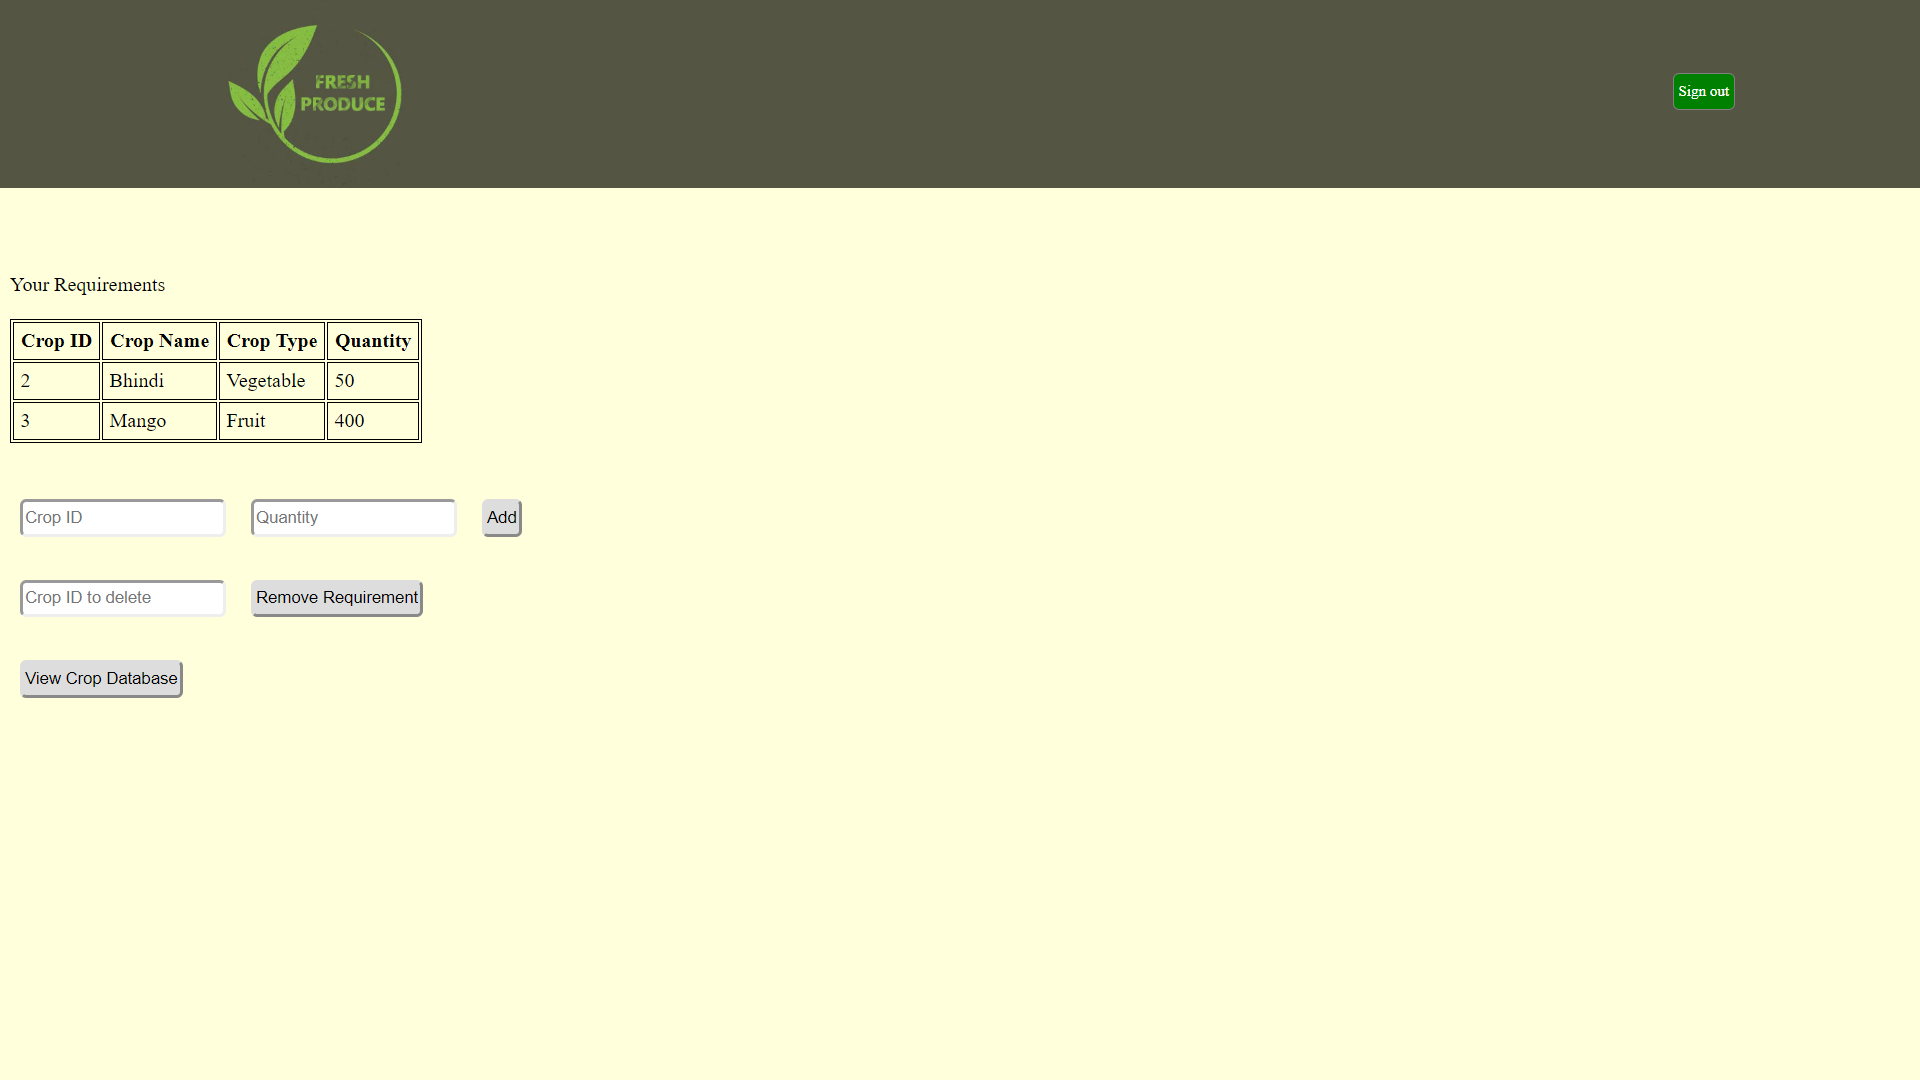 FRESH
PRODUCE
Sign out
Your Requirements
Crop ID Crop Name Crop Type Quantity
2 Bhindi Vegetable 50
3 Mango Fruit 400
Crop ID Quantity Add
Crop ID to delete Remove Requirement
View Crop Database